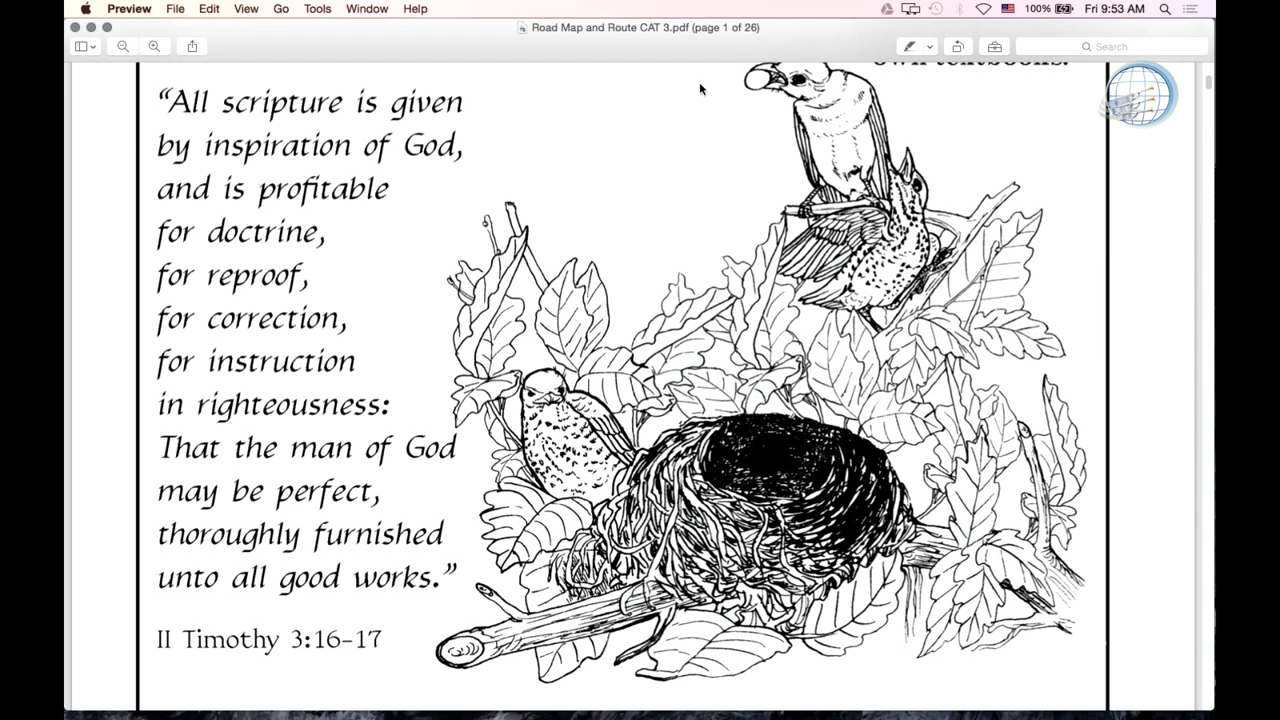 Preview File Edit View Go Tools Window Help 100% Fri 9:53 AM
Road Map and Route CAT 3.pdf (page 1 of 26)
Search
own textbooks.
“All scripture is given
by inspiration of God,
and is profitable
for doctrine,
for reproof,
for correction,
for instruction
in righteousness:
That the man of God
may be perfect,
thoroughly furnished
unto all good works.”
II Timothy 3:16-17